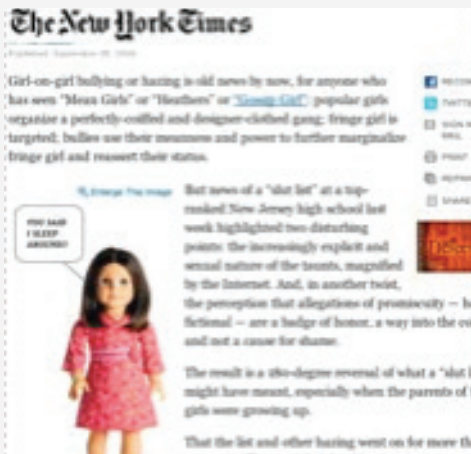 The New York Times
Published: September
Girl-on-girl bullying or hazing is old news by now, for anyone who
has seen "Mean Girls" or "Heathers" or "Gossip Girl": popular girls
organize a perfectly-coiffed and designer-clothed gang; fringe girl is
targeted; bullies use their meanness and power to further marginalize
fringe girl and reassert their status.
Enlarge This Image
YOU SAID
I SLEEP
AROUND?
But news of a "slut list" at a top-
ranked New Jersey high school last
week highlighted two disturbing
points: the increasingly explicit and
sexual nature of the taunts, magnified
by the Internet. And, in another twist,
the perception that allegations of promiscuity —
fictional — are a badge of honor, a way into the
and not a cause for shame.
The result is a 180-degree reversal of what a "slut
might have meant, especially when the parents of
girls were growing up.
That the list and other hazing went on for more
PRINT